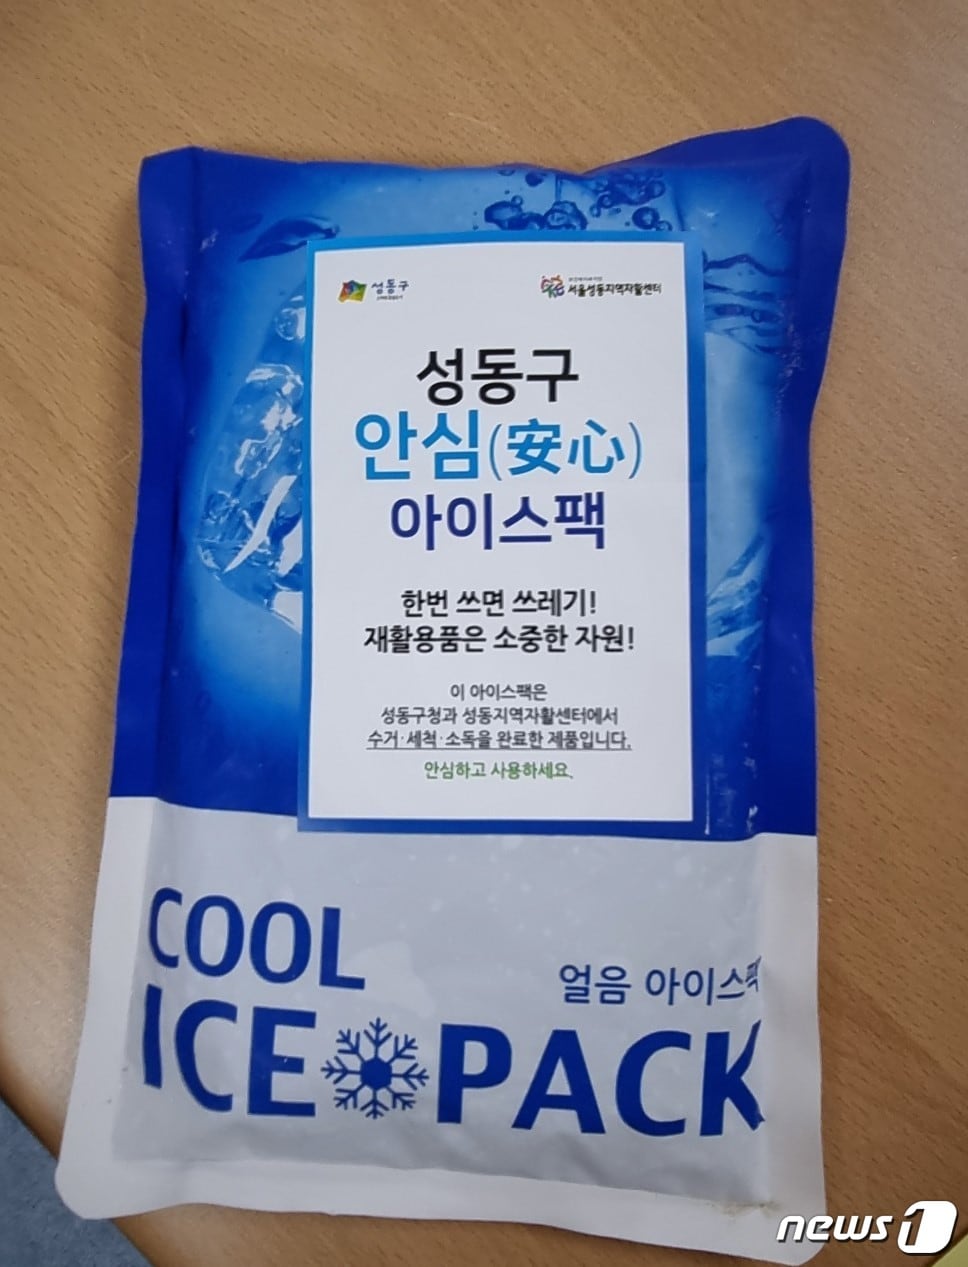 성동구
서울성동지역자활센터
성동구
안심(安心)
아이스팩
한번 쓰면 쓰레기!
재활용품은 소중한 자원!
이 아이스팩은
성동구청과 성동지역자활센터에서
수거·세척·소독을 완료한 제품입니다.
안심하고 사용하세요.
COOL
얼음 아이스팩
ICE PACK
news1